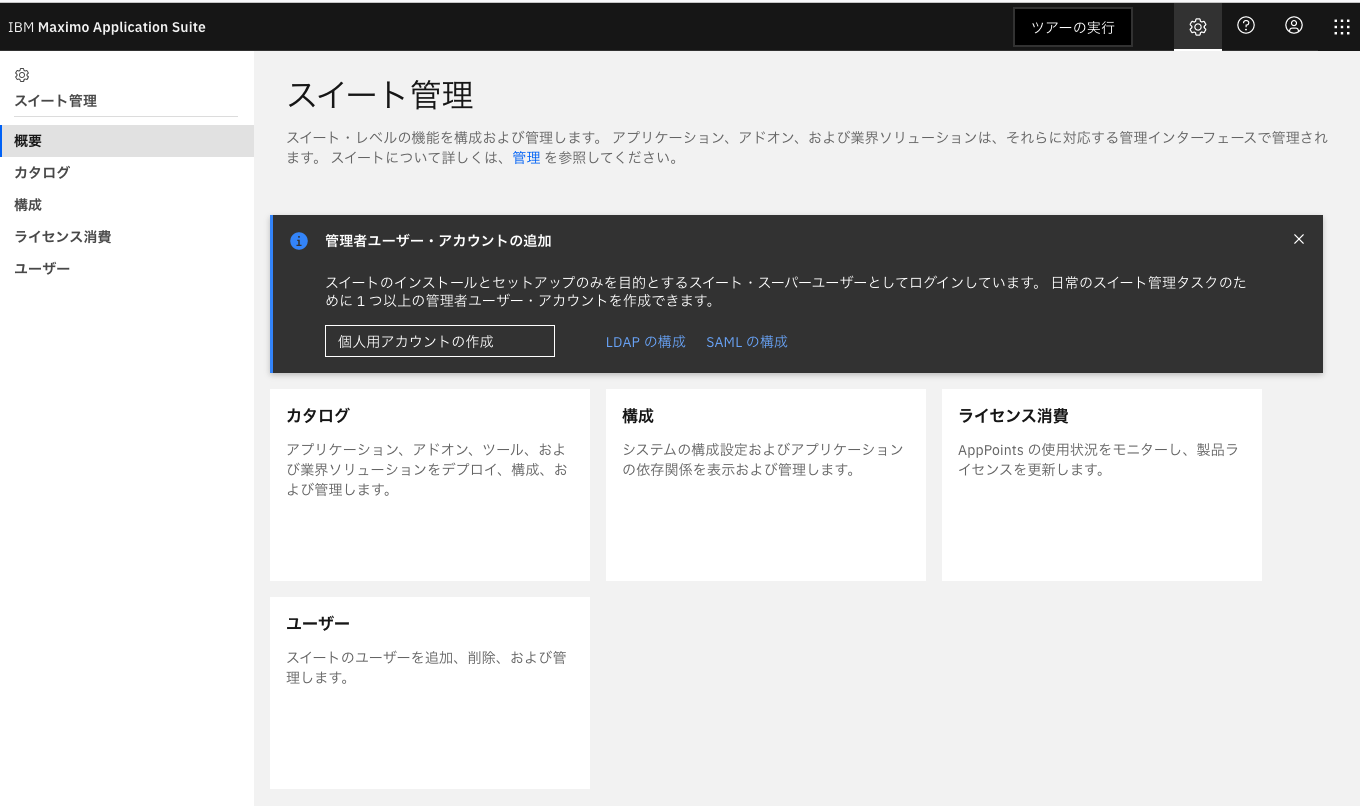 IBM Maximo Application Suite
ツアーの実行
スイート管理
概要
カタログ
構成
ライセンス消費
ユーザー
スイート管理
スイート・レベルの機能を構成および管理します。 アプリケーション、アドオン、および業界ソリューションは、それらに対応する管理インターフェースで管理され
ます。 スイートについて詳しくは、管理 を参照してください。
管理者ユーザー・アカウントの追加
スイートのインストールとセットアップのみを目的とするスイート・スーパーユーザーとしてログインしています。 日常のスイート管理タスクのた
めに 1 つ以上の管理者ユーザー・アカウントを作成できます。
個人用アカウントの作成
LDAP の構成
SAML の構成
カタログ
アプリケーション、アドオン、ツール、およ
び業界ソリューションをデプロイ、構成、お
よび管理します。
構成
システムの構成設定およびアプリケーション
の依存関係を表示および管理します。
ライセンス消費
AppPoints の使用状況をモニターし、製品ラ
イセンスを更新します。
ユーザー
スイートのユーザーを追加、削除、および管
理します。